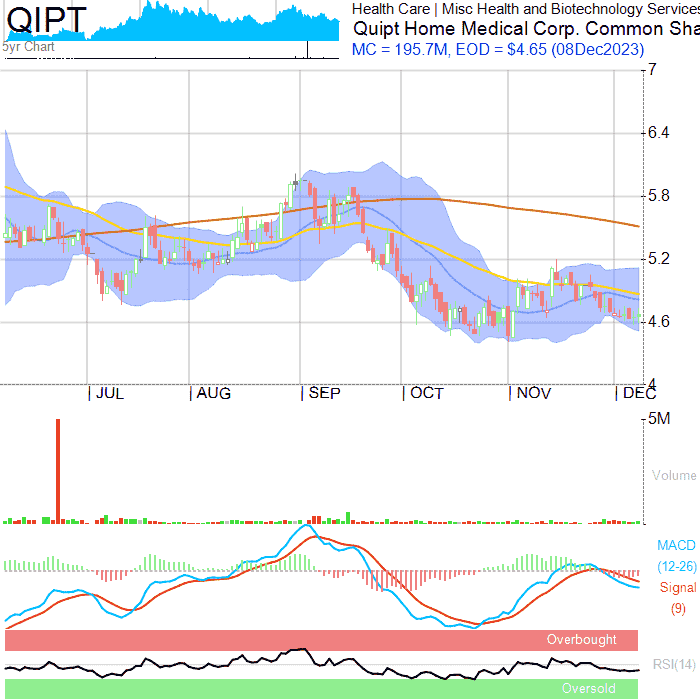 QIPT
Health Care | Misc Health and Biotechnology Services
Quipt Home Medical Corp. Common Sha
MC = 195.7M, EOD = $4.65 (08Dec2023)
5yr Chart
7
6.4
5.8
5.2
4.6
4
JUL AUG SEP OCT NOV DEC
5M
Volume
MACD
(12-26)
Signal
(9)
Overbought
RSI(14)
Oversold